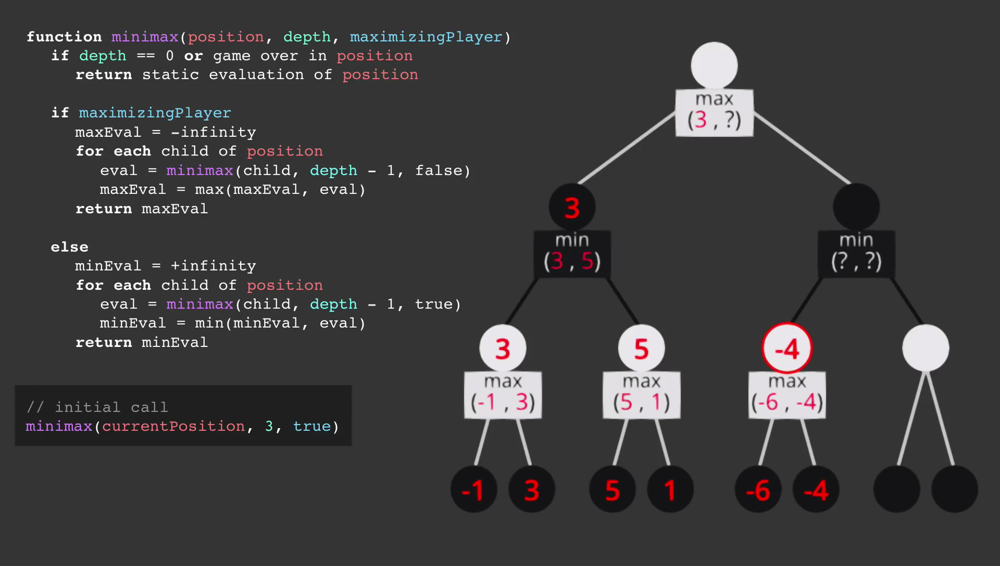 function minimax(position, depth, maximizingPlayer)
if depth == 0 or game over in position
return static evaluation of position
if maximizingPlayer
maxEval = -infinity
for each child of position
eval = minimax(child, depth - 1, false)
maxEval = max(maxEval, eval)
return maxEval
else
minEval = +infinity
for each child of position
eval = minimax(child, depth - 1, true)
minEval = min(minEval, eval)
return minEval
// initial call
minimax(currentPosition, 3, true)
max
(3 , ?)
3
min
(3 , 5)
min
(? , ?)
3
max
(-1 , 3)
5
max
(5 , 1)
-4
max
(-6 , -4)
-1
3
5
1
-6
-4